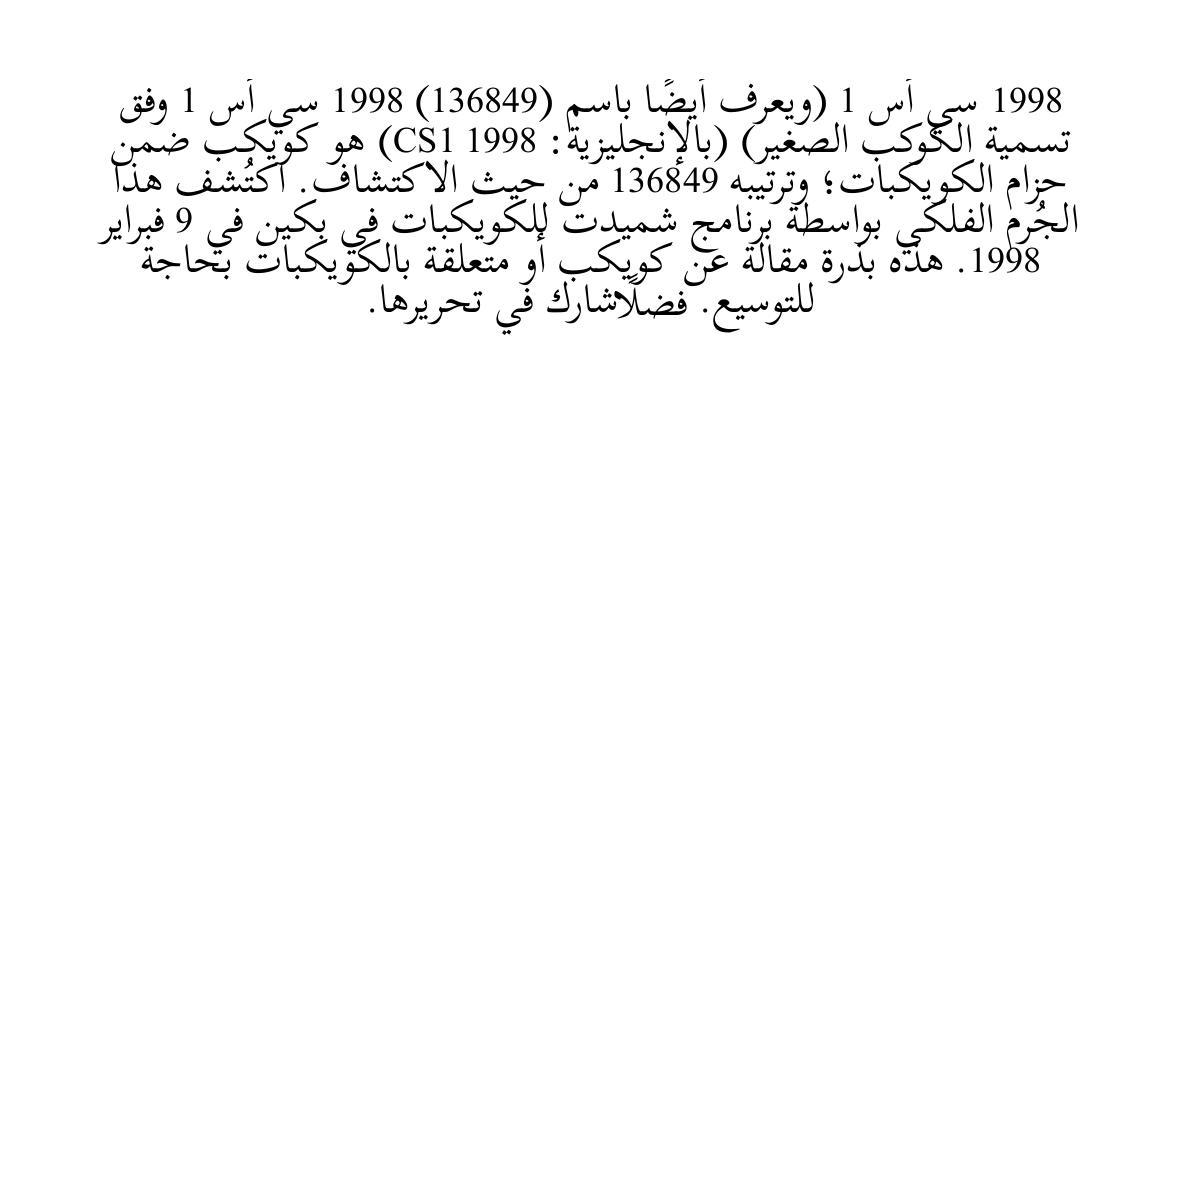 1998 سي أس 1 (ويعرف أيضًا باسم (136849) 1998 سي أس 1 وفق
تسمية الكوكب الصغير) (بالإنجليزية: 1998 CS1) هو كويكب ضمن
حزام الكويكبات؛ وترتيبه 136849 من حيث الاكتشاف. اكتُشف هذا
الجُرم الفلكي بواسطة برنامج شميدت للكويكبات في بكين في 9 فبراير
1998. هذه بذرة مقالة عن كويكب أو متعلقة بالكويكبات بحاجة
للتوسيع. فضلًاشارك في تحريرها.